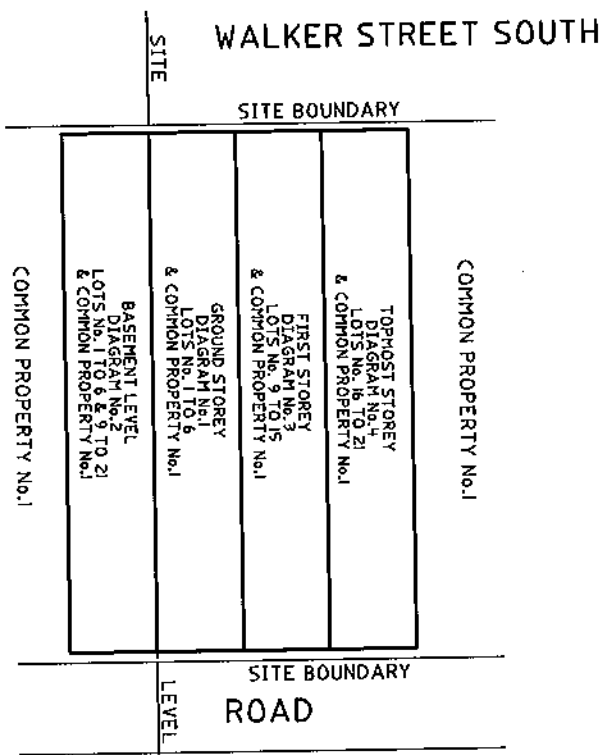 WALKER STREET SOUTH
SITE
SITE BOUNDARY
COMMON PROPERTY No.1
TOPMOST STOREY
DIAGRAM No.4
LOTS No. 16 TO 21
& COMMON PROPERTY No.1
FIRST STOREY
DIAGRAM No.3
LOTS No. 9 TO 15
& COMMON PROPERTY No.1
GROUND STOREY
DIAGRAM No.1
LOTS No. 1 TO 6
& COMMON PROPERTY No.1
BASEMENT LEVEL
DIAGRAM No.2
LOTS No. 1 TO 6 & 9 TO 21
& COMMON PROPERTY No.1
COMMON PROPERTY No.1
SITE BOUNDARY
LEVEL
ROAD